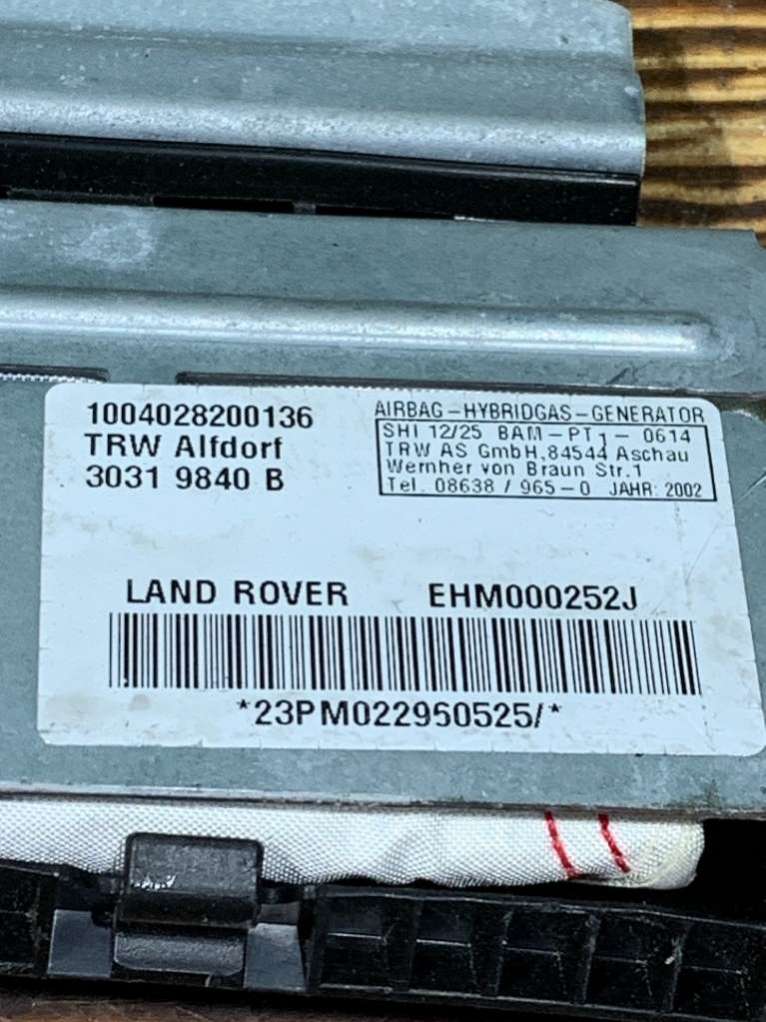 1004028200136
TRW Alfdorf
3031 9840 B
AIRBAG-HYBRIDGAS-GENERATOR
SHI 12/25 BAM-PT1- 0614
TRW AS GmbH,84544 Aschau
Wernher von Braun Str.1
Tel. 08638 / 965-0 JAHR: 2002
LAND ROVER EHM000252J
*23PM022950525/*